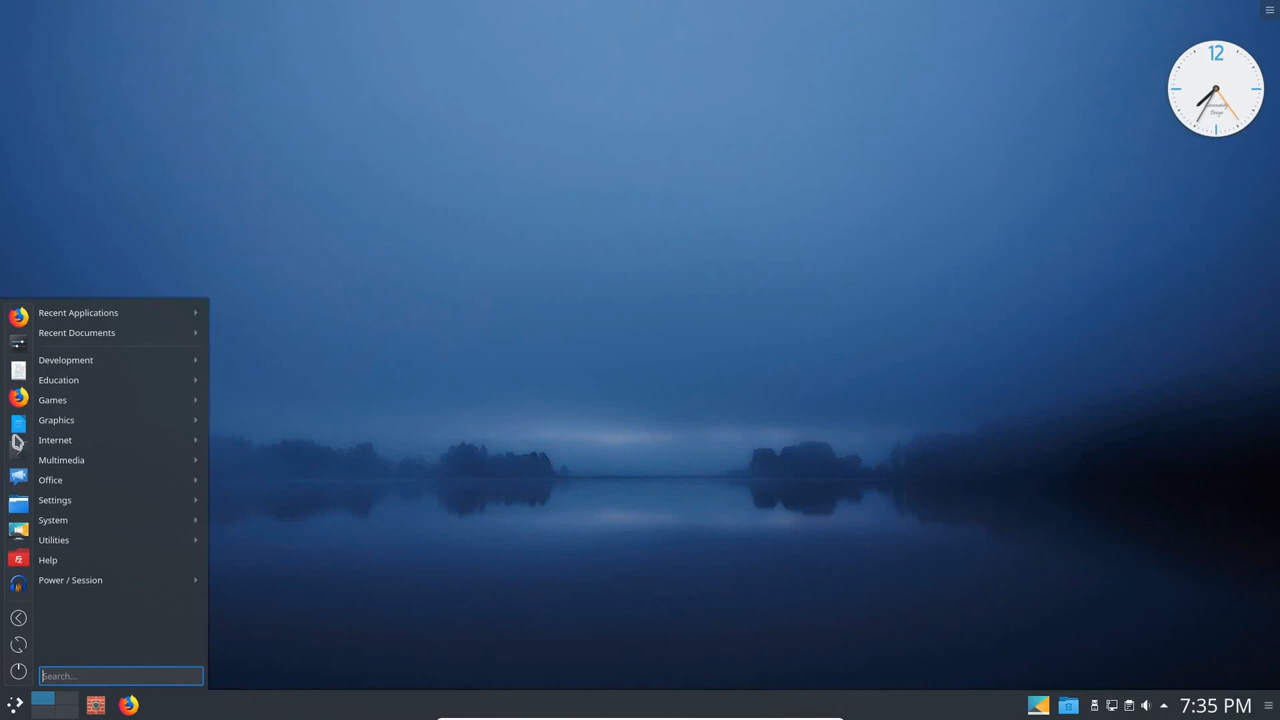 12
Recent Applications
Recent Documents
Development
Education
Games
Graphics
Internet
Multimedia
Office
Settings
System
Utilities
Help
Power / Session
Search...
7:35 PM